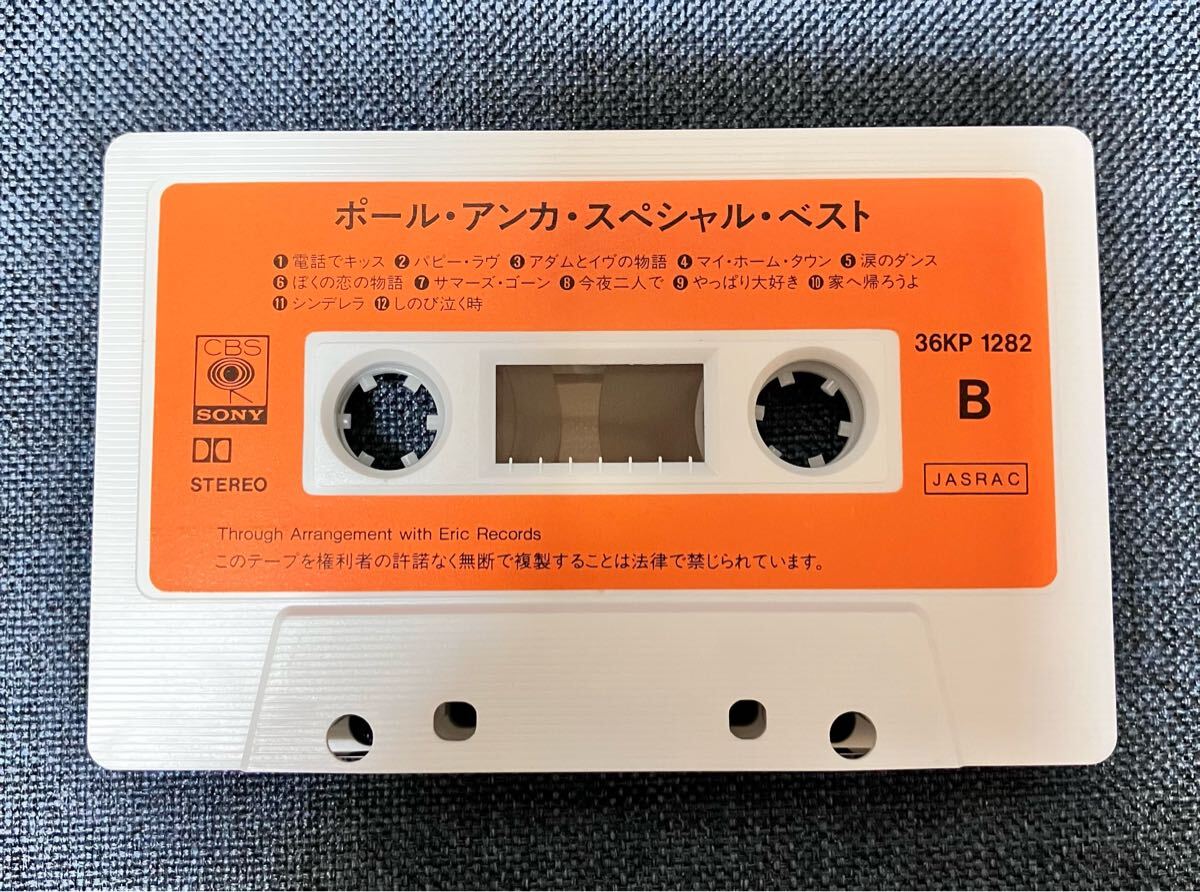 ポール・アンカ・スペシャル・ベスト
❶電話でキッス ❷パピー・ラヴ ❸アダムとイヴの物語 ❹マイ・ホーム・タウン ❺涙のダンス
❻ぼくの恋の物語 ❼サマーズ・ゴーン ❽今夜二人で ❾やっぱり大好き ❿家へ帰ろうよ
⓫シンデレラ ⓬しのび泣く時
CBS
SONY
STEREO
36KP 1282
B
JASRAC
Through Arrangement with Eric Records
このテープを権利者の許諾なく無断で複製することは法律で禁じられています。